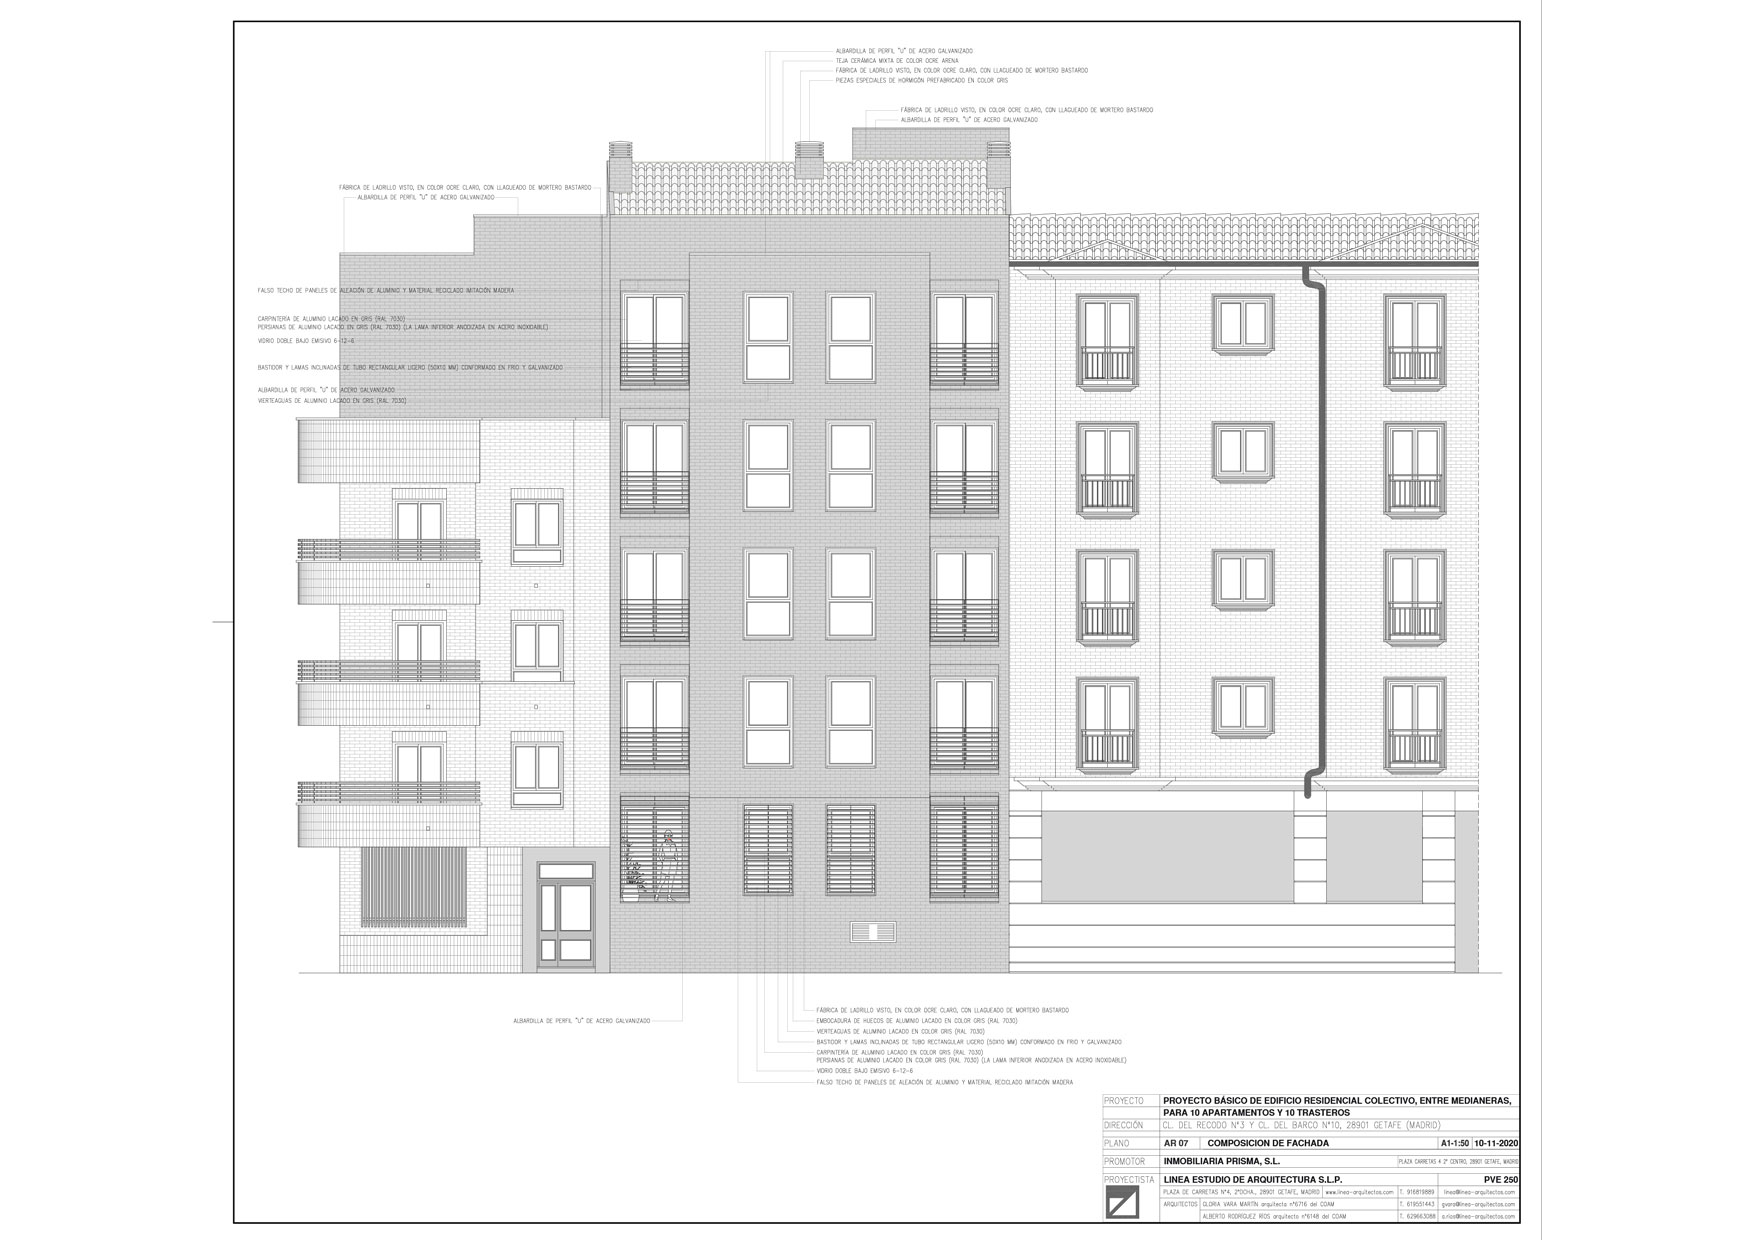 ALBARDILLA DE PERFIL "U" DE ACERO GALVANIZADO
TEJA CERÁMICA MIXTA DE COLOR OCRE ARENA
FÁBRICA DE LADRILLO VISTO, EN COLOR OCRE CLARO, CON LLAGUEADO DE MORTERO BASTARDO
PIEZAS ESPECIALES DE HORMIGÓN PREFABRICADO EN COLOR GRIS
FÁBRICA DE LADRILLO VISTO, EN COLOR OCRE CLARO, CON LLAGUEADO DE MORTERO BASTARDO
ALBARDILLA DE PERFIL "U" DE ACERO GALVANIZADO
FÁBRICA DE LADRILLO VISTO, EN COLOR OCRE CLARO, CON LLAGUEADO DE MORTERO BASTARDO
ALBARDILLA DE PERFIL "U" DE ACERO GALVANIZADO
FALSO TECHO DE PANELES DE ALEACIÓN DE ALUMINIO Y MATERIAL RECICLADO IMITACIÓN MADERA
CARPINTERÍA DE ALUMINIO LACADO EN GRIS (RAL 7030)
PERSIANAS DE ALUMINIO LACADO EN GRIS (RAL 7030) (LA LAMA INFERIOR ANODIZADA EN ACERO INOXIDABLE)
VIDRIO DOBLE BAJO EMISIVO 6-12-6
BASTIDOR Y LAMAS INCLINADAS DE TUBO RECTANGULAR LIGERO (50X10 MM) CONFORMADO EN FRIO Y GALVANIZADO
ALBARDILLA DE PERFIL "U" DE ACERO GALVANIZADO
VIERTEAGUAS DE ALUMINIO LACADO EN GRIS (RAL 7030)
FÁBRICA DE LADRILLO VISTO, EN COLOR OCRE CLARO, CON LLAGUEADO DE MORTERO BASTARDO
ALBARDILLA DE PERFIL "U" DE ACERO GALVANIZADO
EMBOCADURA DE HUECOS DE ALUMINIO LACADO EN COLOR GRIS (RAL 7030)
VIERTEAGUAS DE ALUMINIO LACADO EN COLOR GRIS (RAL 7030)
BASTIDOR Y LAMAS INCLINADAS DE TUBO RECTANGULAR LIGERO (50X10 MM) CONFORMADO EN FRIO Y GALVANIZADO
CARPINTERÍA DE ALUMINIO LACADO EN COLOR GRIS (RAL 7030)
PERSIANAS DE ALUMINIO LACADO EN COLOR GRIS (RAL 7030) (LA LAMA INFERIOR ANODIZADA EN ACERO INOXIDABLE)
VIDRIO DOBLE BAJO EMISIVO 6-12-6
FALSO TECHO DE PANELES DE ALEACIÓN DE ALUMINIO Y MATERIAL RECICLADO IMITACIÓN MADERA
PROYECTO PROYECTO BÁSICO DE EDIFICIO RESIDENCIAL COLECTIVO, ENTRE MEDIANERAS,
PARA 10 APARTAMENTOS Y 10 TRASTEROS
DIRECCIÓN CL. DEL RECODO Nº3 Y CL. DEL BARCO Nº10, 28901 GETAFE (MADRID)
PLANO AR 07 COMPOSICION DE FACHADA A1-1:50 10-11-2020
PROMOTOR INMOBILIARIA PRISMA, S.L. PLAZA CARRETAS 4 2º CENTRO, 28901 GETAFE, MADRID
PROYECTISTA LINEA ESTUDIO DE ARQUITECTURA S.L.P. PVE 250
PLAZA DE CARRETAS Nº4, 2ºDCHA., 28901 GETAFE, MADRID www.linea-arquitectos.com T. 916819889 linea@linea-arquitectos.com
ARQUITECTOS GLORIA VARA MARTÍN arquitecta nº6716 del COAM T. 619551443 gvara@linea-arquitectos.com
ALBERTO RODRÍGUEZ RÍOS arquitecto nº6148 del COAM T. 629663088 a.rios@linea-arquitectos.com